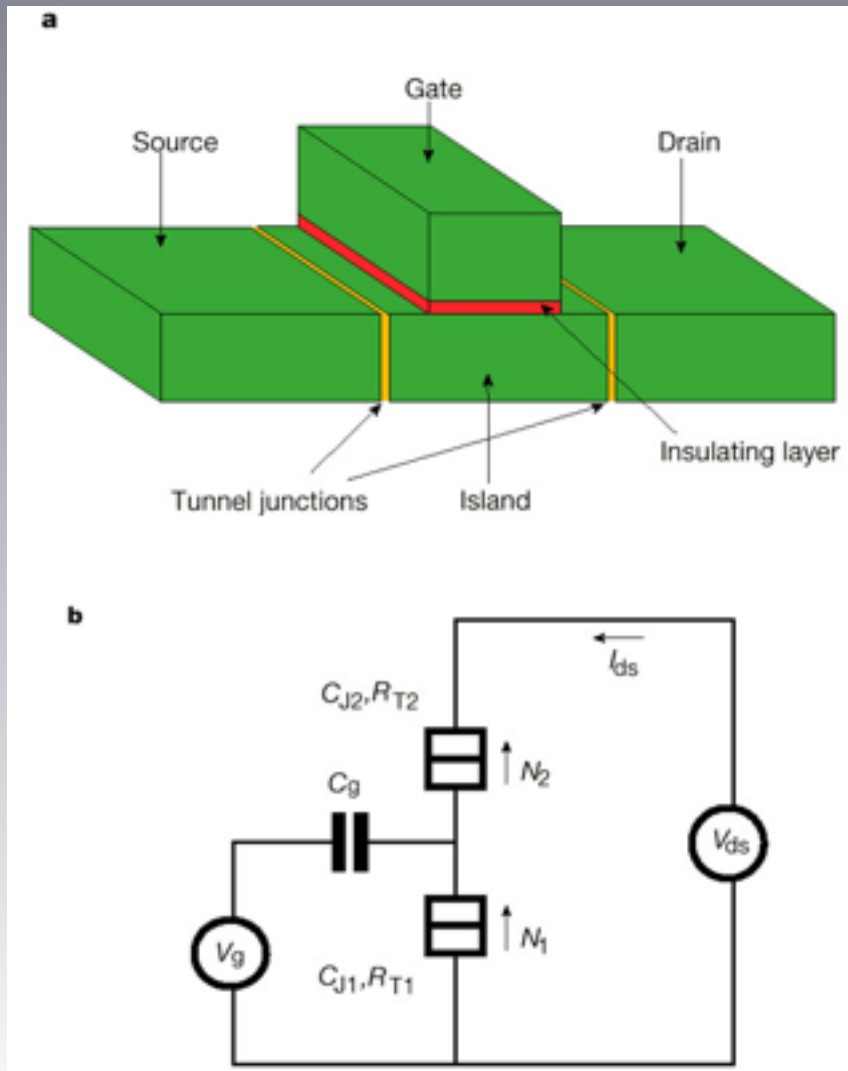 a
Gate
Source
Drain
Insulating layer
Tunnel junctions
Island
b
Ids
CJ2,RT2
N2
Cg
Vds
N1
Vg
CJ1,RT1